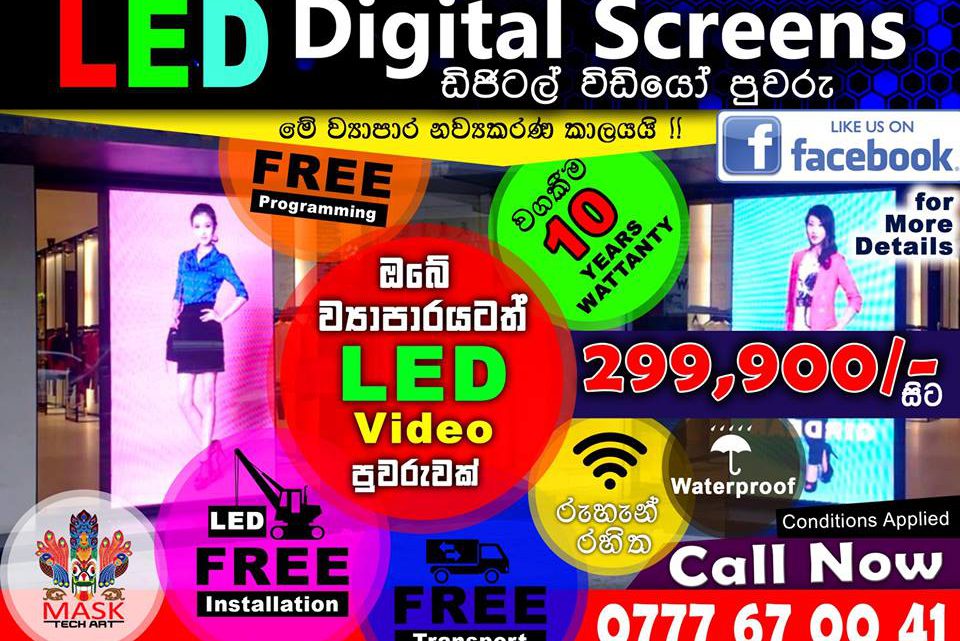 LED Digital Screens
ඩිජිටල් විඩියෝ පුවරු
මේ ව්‍යාපාර නව්‍යකරණ කාලයයි !!
LIKE US ON
facebook.
for
More
Details
FREE
Programming
වගකීම
10
YEARS
WATTANTY
ඔබේ
ව්‍යාපාරයටත්
LED
Video
පුවරුවක්
299,900/-
සිට
රුහැන්
රහිත
Waterproof
Conditions Applied
LED
FREE
Installation
FREE
Transport
MASK
TECH ART
Call Now
0777 67 00 41